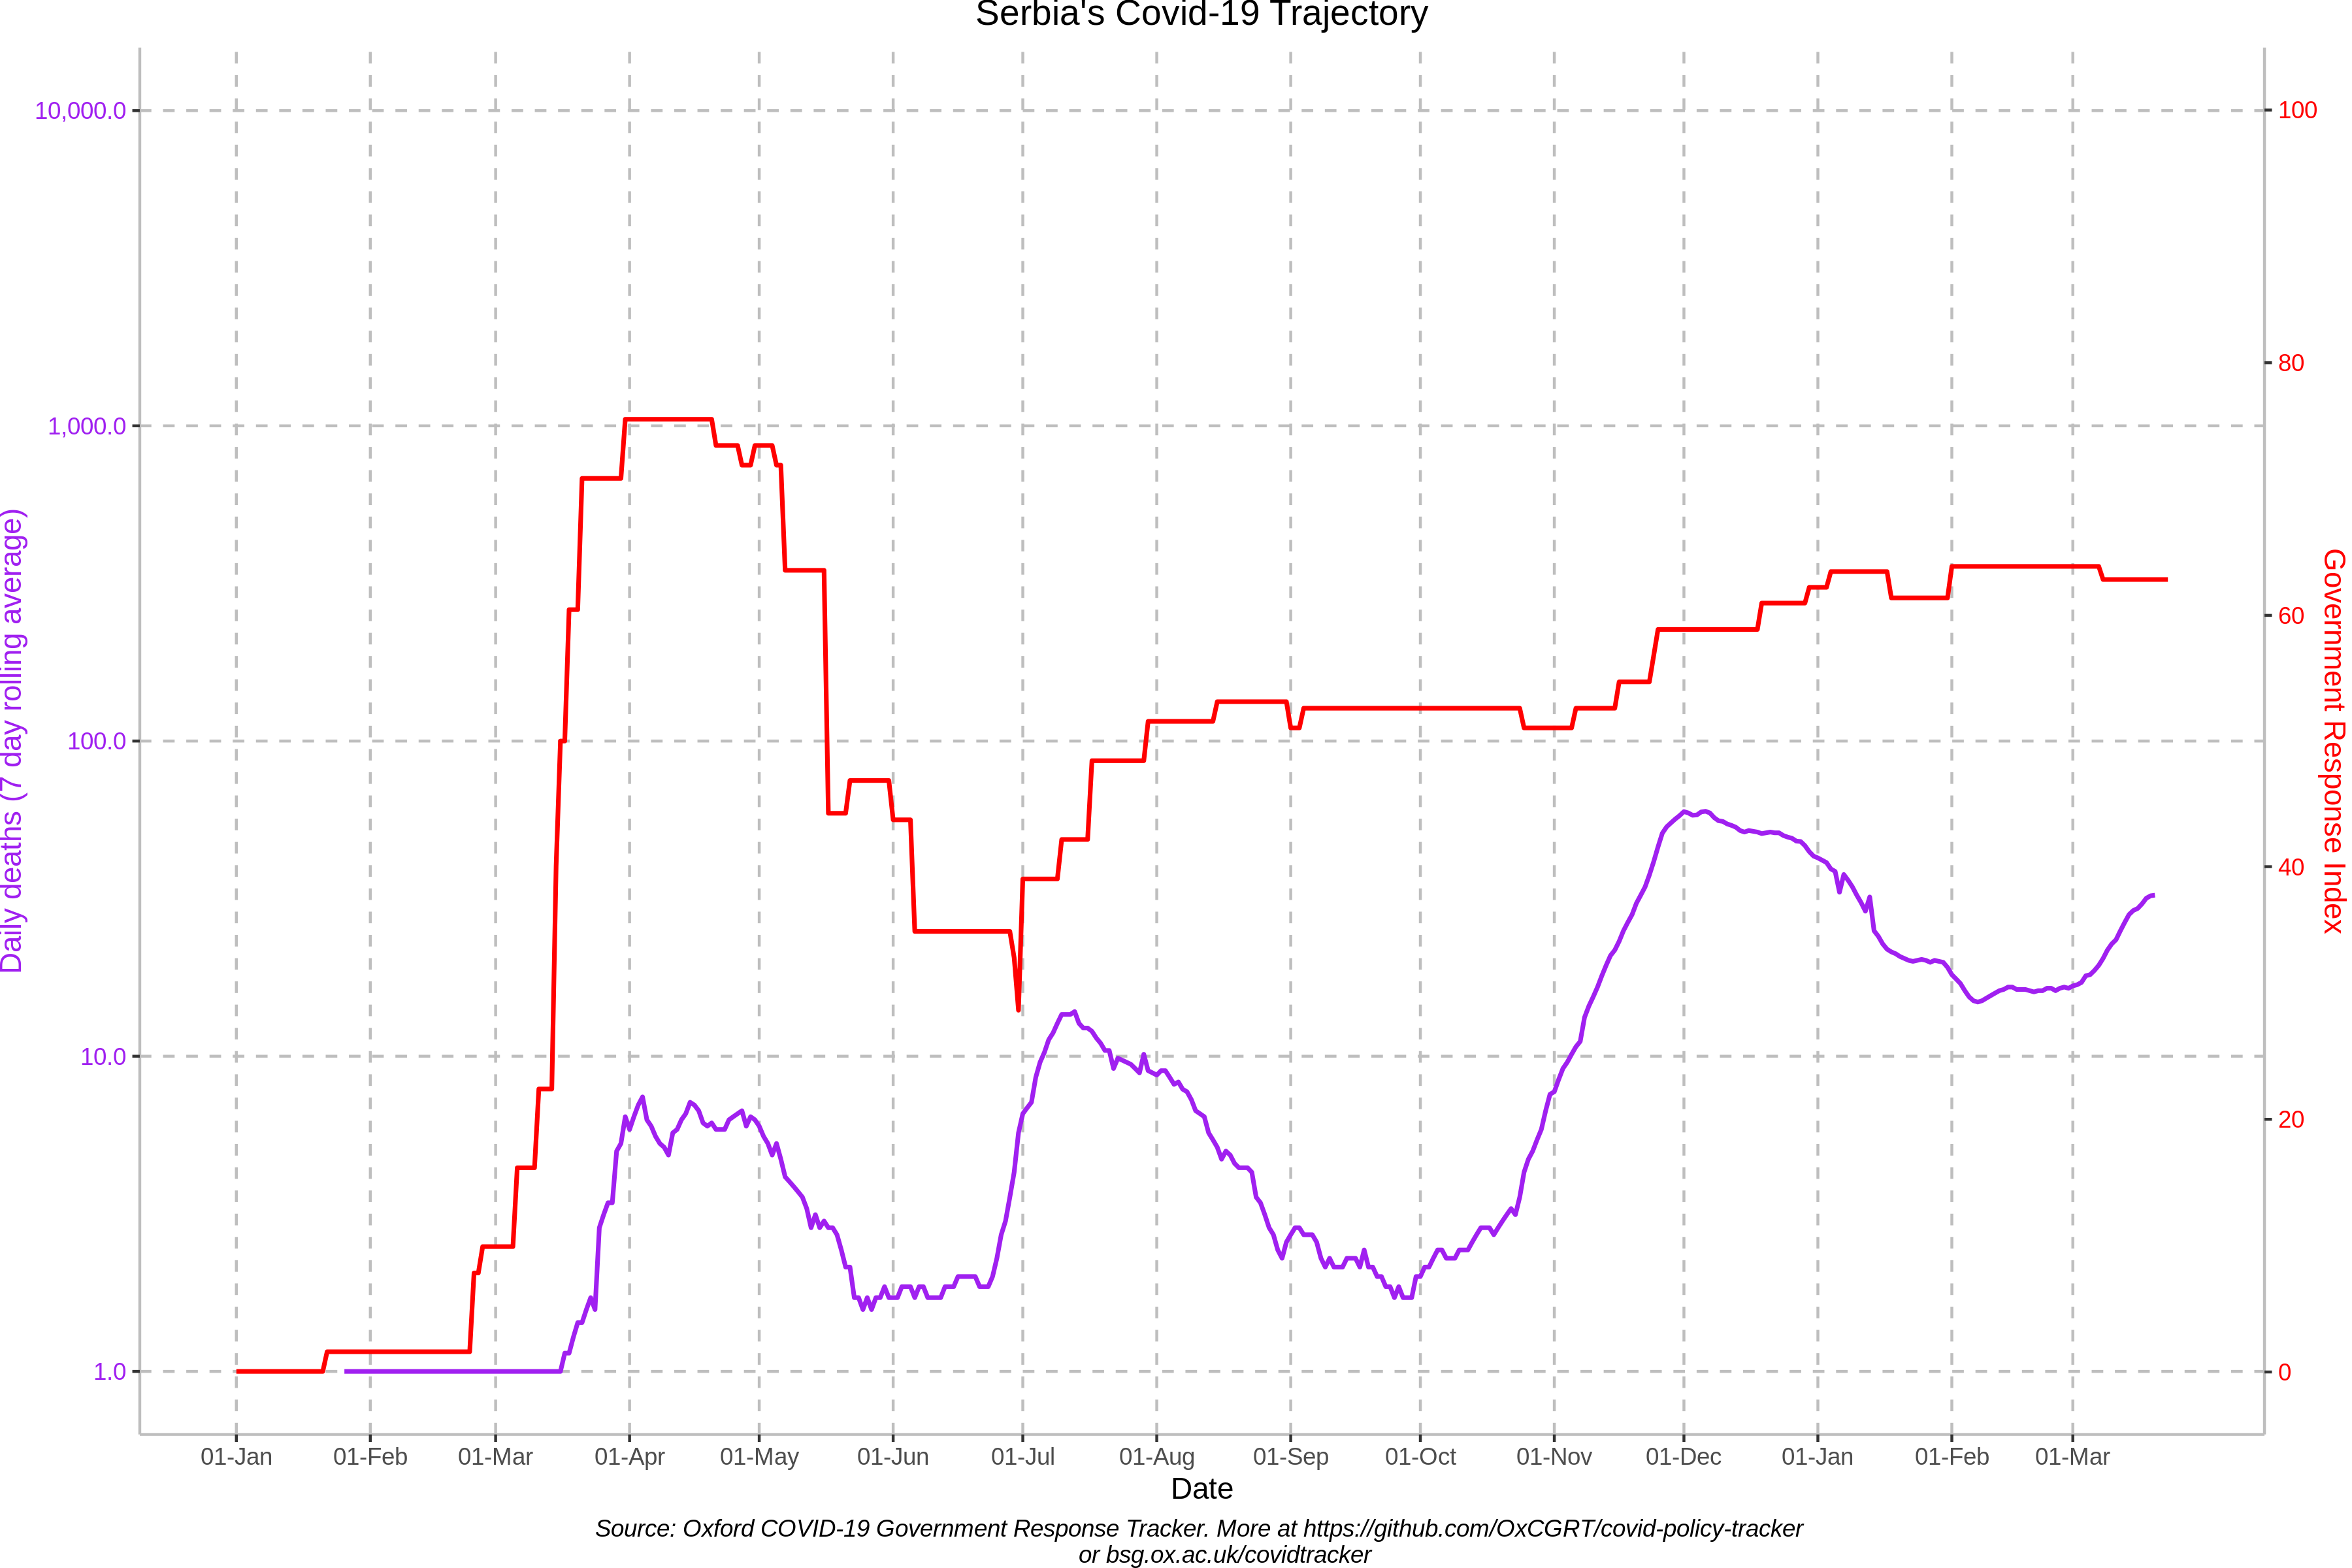 Serbia's Covid-19 Trajectory
10,000.0
1,000.0
100.0
10.0
1.0
Daily deaths (7 day rolling average)
100
80
60
40
20
0
Government Response Index
01-Jan 01-Feb 01-Mar 01-Apr 01-May 01-Jun 01-Jul 01-Aug 01-Sep 01-Oct 01-Nov 01-Dec 01-Jan 01-Feb 01-Mar
Date
Source: Oxford COVID-19 Government Response Tracker. More at https://github.com/OxCGRT/covid-policy-tracker
or bsg.ox.ac.uk/covidtracker